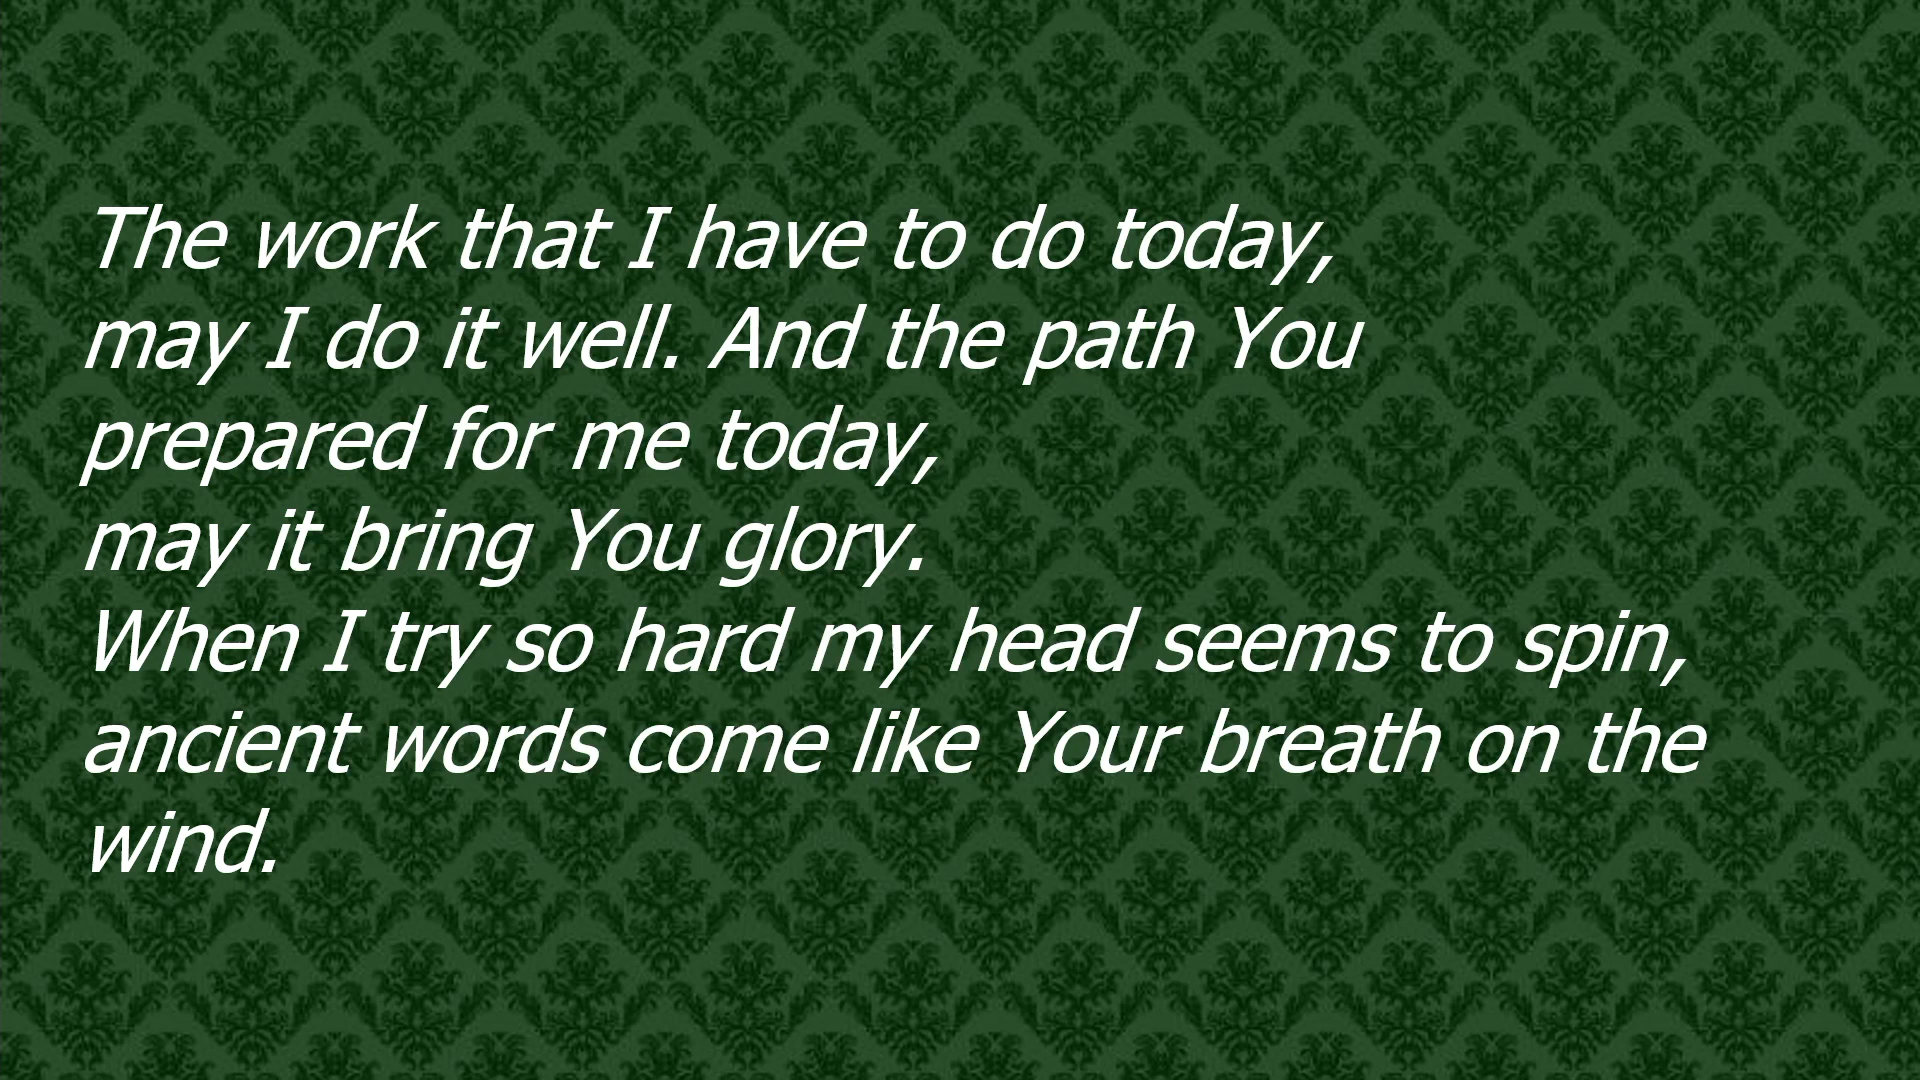 The work that I have to do today,
may I do it well. And the path You
prepared for me today,
may it bring You glory.
When I try so hard my head seems to spin,
ancient words come like Your breath on the
wind.